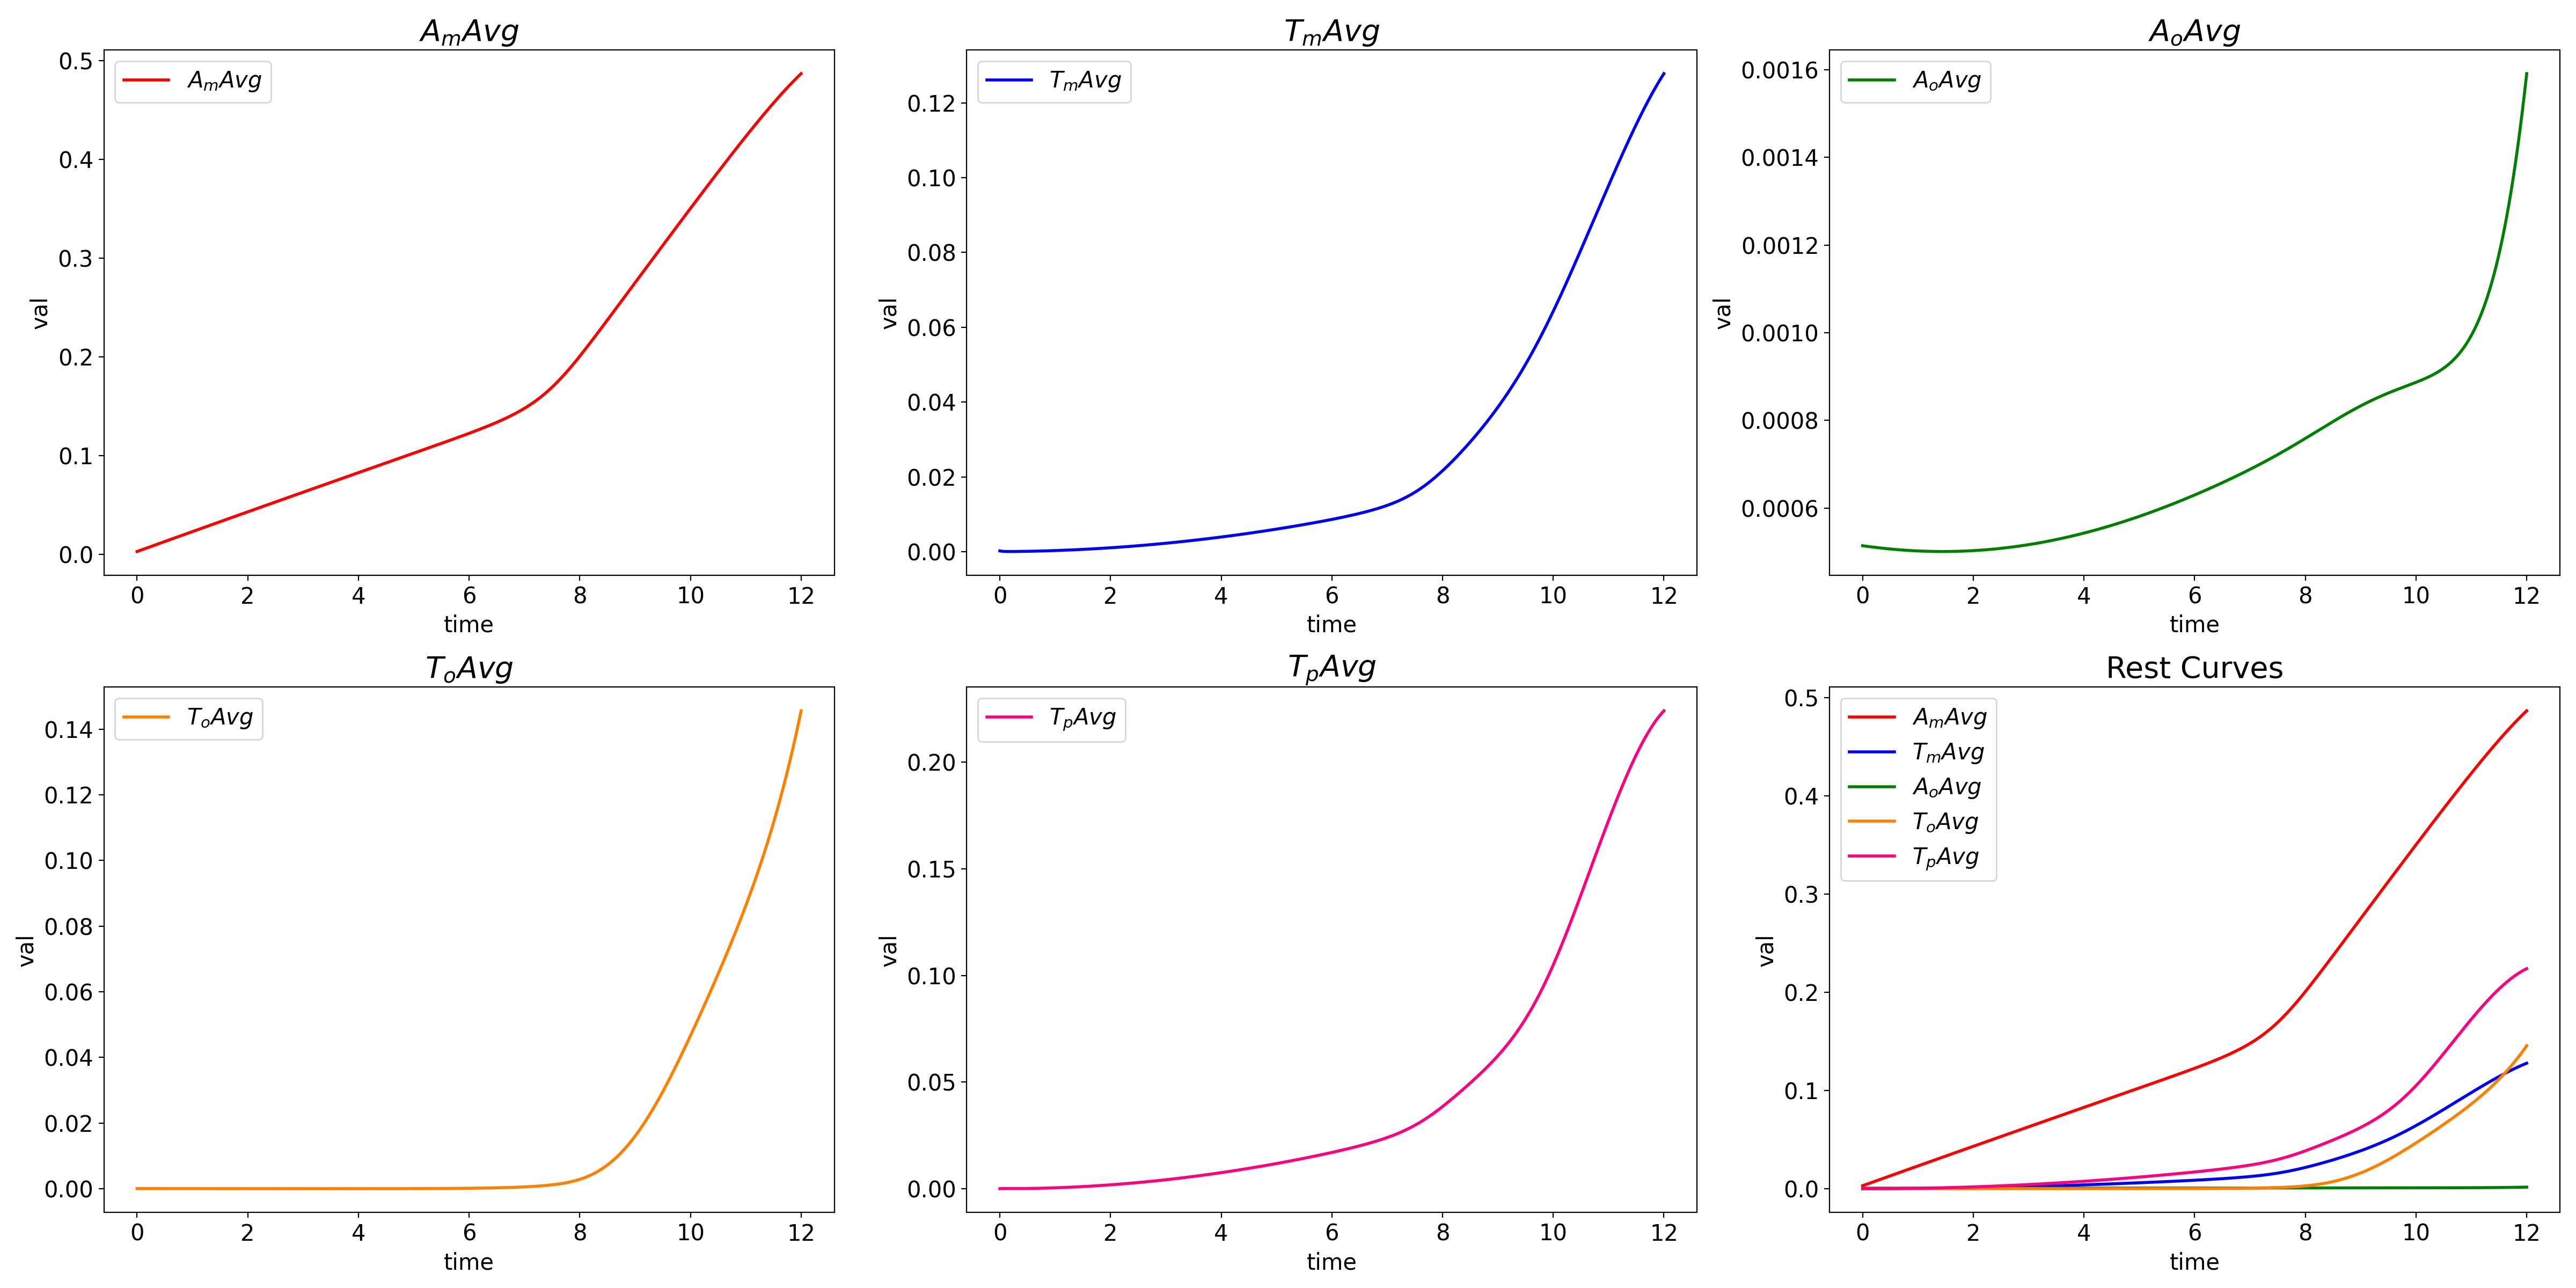 A_mAvg
A_mAvg
0.5
0.4
0.3
0.2
0.1
0.0
val
0 2 4 6 8 10 12
time
T_mAvg
T_mAvg
0.12
0.10
0.08
0.06
0.04
0.02
0.00
val
0 2 4 6 8 10 12
time
A_oAvg
A_oAvg
0.0016
0.0014
0.0012
0.0010
0.0008
0.0006
val
0 2 4 6 8 10 12
time
T_oAvg
T_oAvg
0.14
0.12
0.10
0.08
0.06
0.04
0.02
0.00
val
0 2 4 6 8 10 12
time
T_pAvg
T_pAvg
0.20
0.15
0.10
0.05
0.00
val
0 2 4 6 8 10 12
time
Rest Curves
A_mAvg
T_mAvg
A_oAvg
T_oAvg
T_pAvg
0.5
0.4
0.3
0.2
0.1
0.0
val
0 2 4 6 8 10 12
time